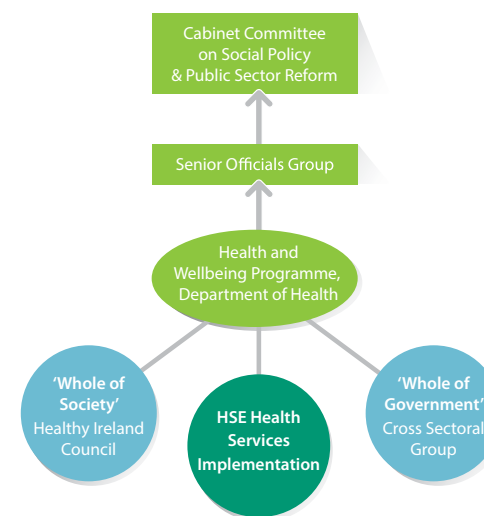 Cabinet Committee
on Social Policy
& Public Sector Reform
Senior Officials Group
Health and
Wellbeing Programme,
Department of Health
‘Whole of
Society’
Healthy Ireland
Council
HSE Health
Services
Implementation
‘Whole of
Government’
Cross Sectoral
Group